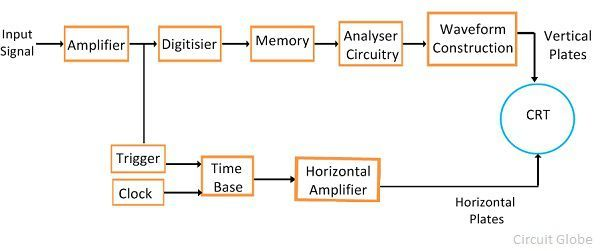 Input
Signal
Amplifier
Digitisier
Memory
Analyser
Circuitry
Waveform
Construction
Vertical
Plates
CRT
Trigger
Clock
Time
Base
Horizontal
Amplifier
Horizontal
Plates
Circuit Globe